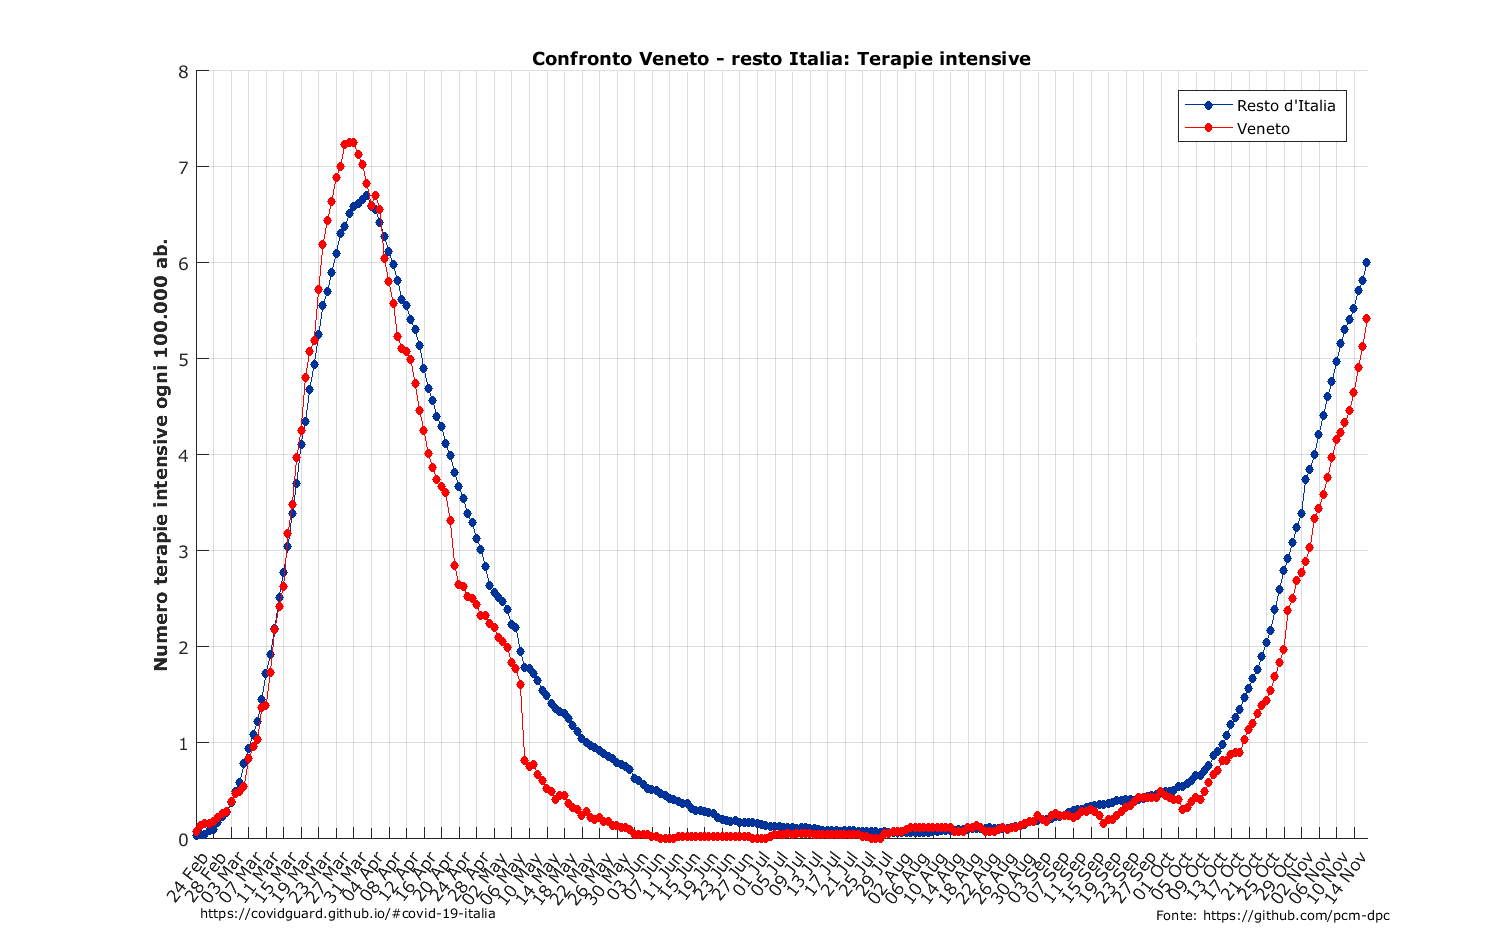 Confronto Veneto - resto Italia: Terapie intensive
Resto d'Italia
Veneto
Numero terapie intensive ogni 100.000 ab.
8
7
6
5
4
3
2
1
0
24 Feb
28 Feb
03 Mar
07 Mar
11 Mar
15 Mar
19 Mar
23 Mar
27 Mar
31 Mar
04 Apr
08 Apr
12 Apr
16 Apr
20 Apr
24 Apr
28 Apr
02 May
06 May
10 May
14 May
18 May
22 May
26 May
30 May
03 Jun
07 Jun
11 Jun
15 Jun
19 Jun
23 Jun
27 Jun
01 Jul
05 Jul
09 Jul
13 Jul
17 Jul
21 Jul
25 Jul
29 Jul
02 Aug
06 Aug
10 Aug
14 Aug
18 Aug
22 Aug
26 Aug
30 Aug
03 Sep
07 Sep
11 Sep
15 Sep
19 Sep
23 Sep
27 Sep
01 Oct
05 Oct
09 Oct
13 Oct
17 Oct
21 Oct
25 Oct
29 Oct
02 Nov
06 Nov
10 Nov
14 Nov
https://covidguard.github.io/#covid-19-italia
Fonte: https://github.com/pcm-dpc